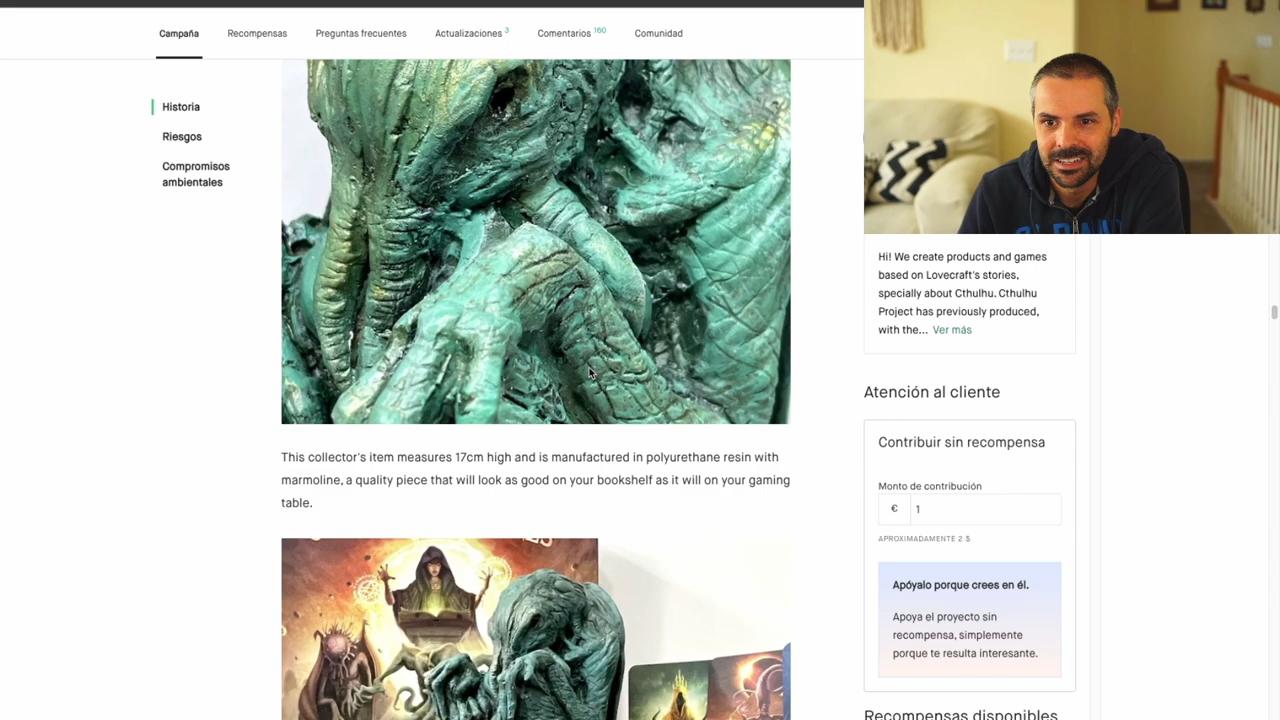 Campaña
Recompensas
Preguntas frecuentes
Actualizaciones 3
Comentarios 160
Comunidad
Historia
Riesgos
Compromisos
ambientales
This collector's item measures 17cm high and is manufactured in polyurethane resin with
marmoline, a quality piece that will look as good on your bookshelf as it will on your gaming
table.
Hi! We create products and games
based on Lovecraft's stories,
specially about Cthulhu. Cthulhu
Project has previously produced,
with the... Ver más
Atención al cliente
Contribuir sin recompensa
Monto de contribución
€ 1
APROXIMADAMENTE 2 $
Apóyalo porque crees en él.
Apoya el proyecto sin
recompensa, simplemente
porque te resulta interesante.
Recompensas disponibles